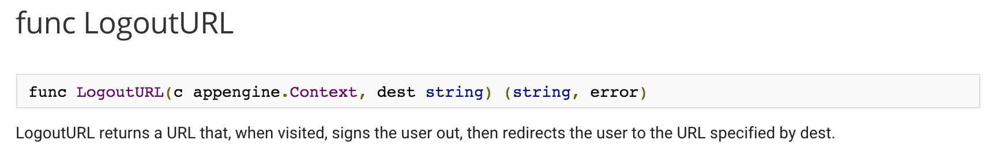 func LogoutURL
func LogoutURL(c appengine.Context, dest string) (string, error)
LogoutURL returns a URL that, when visited, signs the user out, then redirects the user to the URL specified by dest.